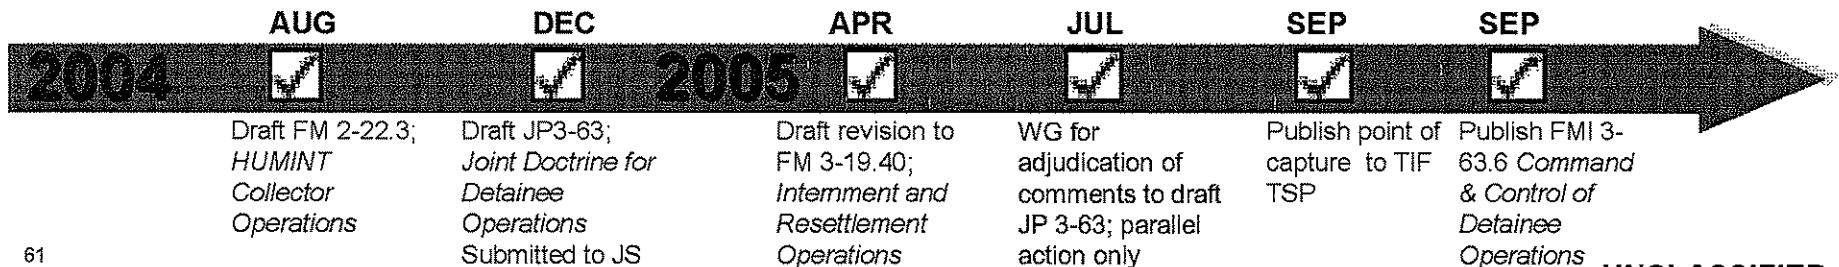 AUG DEC APR JUL SEP SEP
2004 2005
Draft FM 2-22.3;
HUMINT
Collector
Operations
Draft JP3-63;
Joint Doctrine for
Detainee
Operations
Submitted to JS
Draft revision to
FM 3-19.40;
Internment and
Resettlement
Operations
WG for
adjudication of
comments to draft
JP 3-63; parallel
action only
Publish point of
capture to TIF
TSP
Publish FMI 3-
63.6 Command
& Control of
Detainee
Operations
61